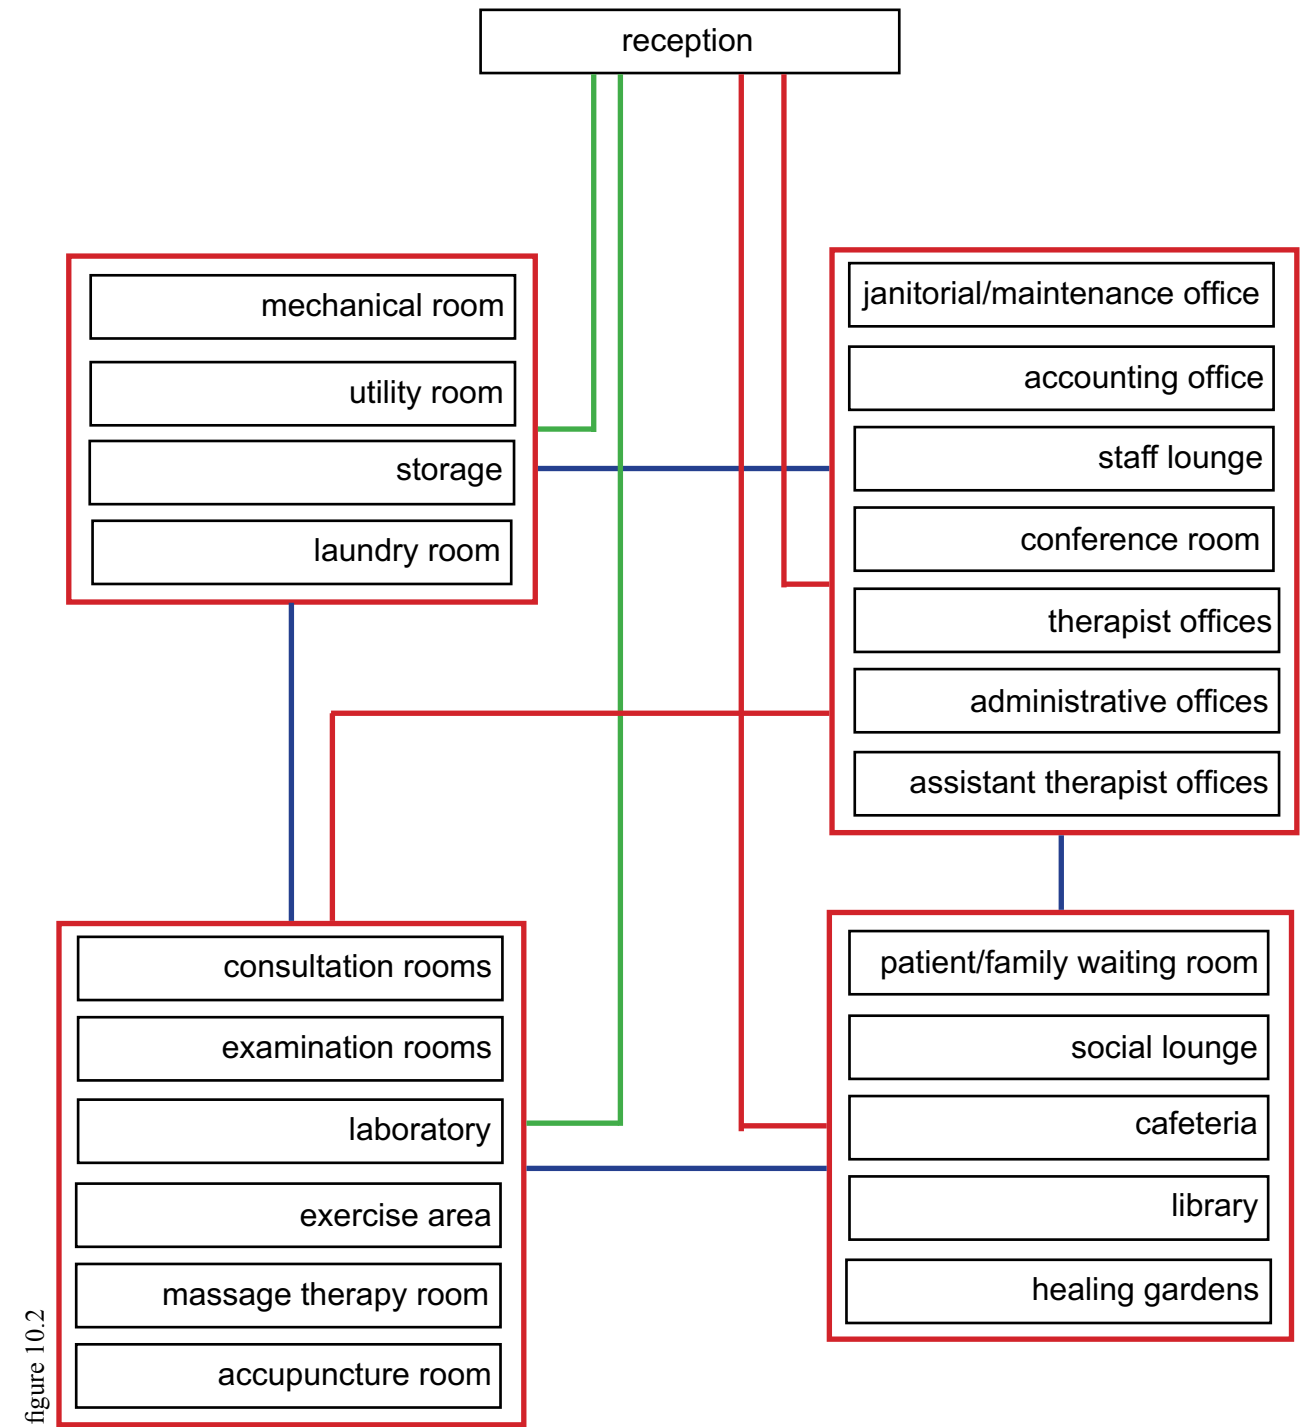 reception
mechanical room
utility room
storage
laundry room
janitorial/maintenance office
accounting office
staff lounge
conference room
therapist offices
administrative offices
assistant therapist offices
consultation rooms
examination rooms
laboratory
exercise area
massage therapy room
accupuncture room
patient/family waiting room
social lounge
cafeteria
library
healing gardens
figure 10.2